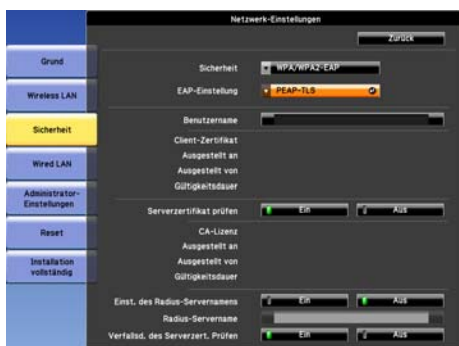 Netzwerk-Einstellungen
Zurück
Grund
Wireless LAN
Sicherheit
Wired LAN
Administrator-
Einstellungen
Reset
Installation
vollständig
Sicherheit WPA/WPA2-EAP
EAP-Einstellung PEAP-TLS
Benutzername
Client-Zertifikat
Ausgestellt an
Ausgestellt von
Gültigkeitsdauer
Serverzertifikat prüfen Ein Aus
CA-Lizenz
Ausgestellt an
Ausgestellt von
Gültigkeitsdauer
Einst. des Radius-Servernamens Ein Aus
Radius-Servername
Verfallsd. des Serverzert. Prüfen Ein Aus